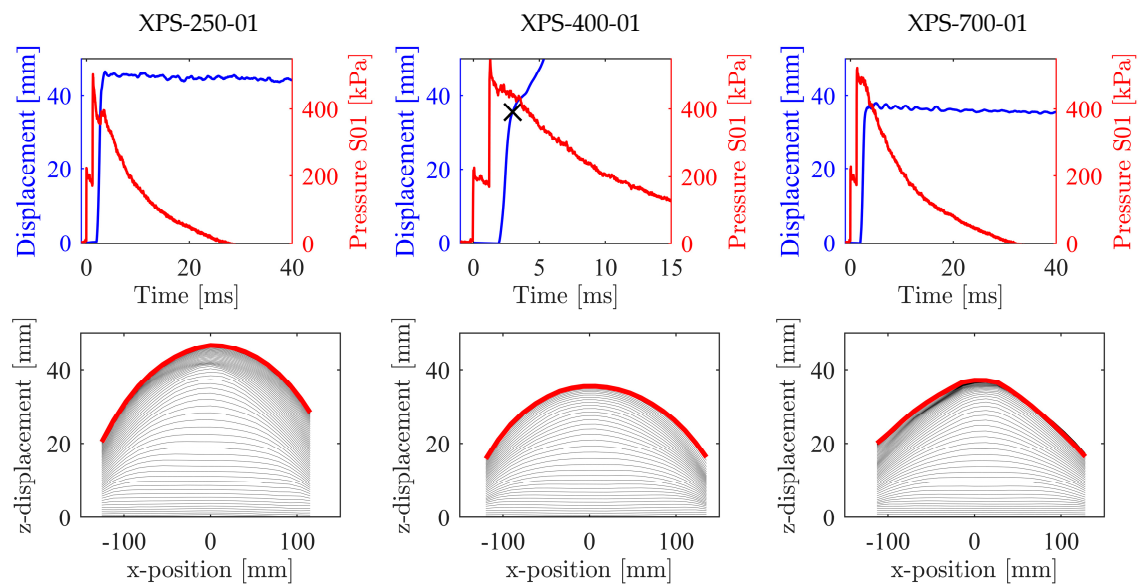 XPS-250-01
XPS-400-01
XPS-700-01
Displacement [mm]
40
20
0
400
200
0
Pressure S01 [kPa]
0 20 40
Time [ms]
Displacement [mm]
40
20
0
400
200
0
Pressure S01 [kPa]
0 5 10 15
Time [ms]
Displacement [mm]
40
20
0
400
200
0
Pressure S01 [kPa]
0 20 40
Time [ms]
z-displacement [mm]
40
20
0
-100 0 100
x-position [mm]
z-displacement [mm]
40
20
0
-100 0 100
x-position [mm]
z-displacement [mm]
40
20
0
-100 0 100
x-position [mm]